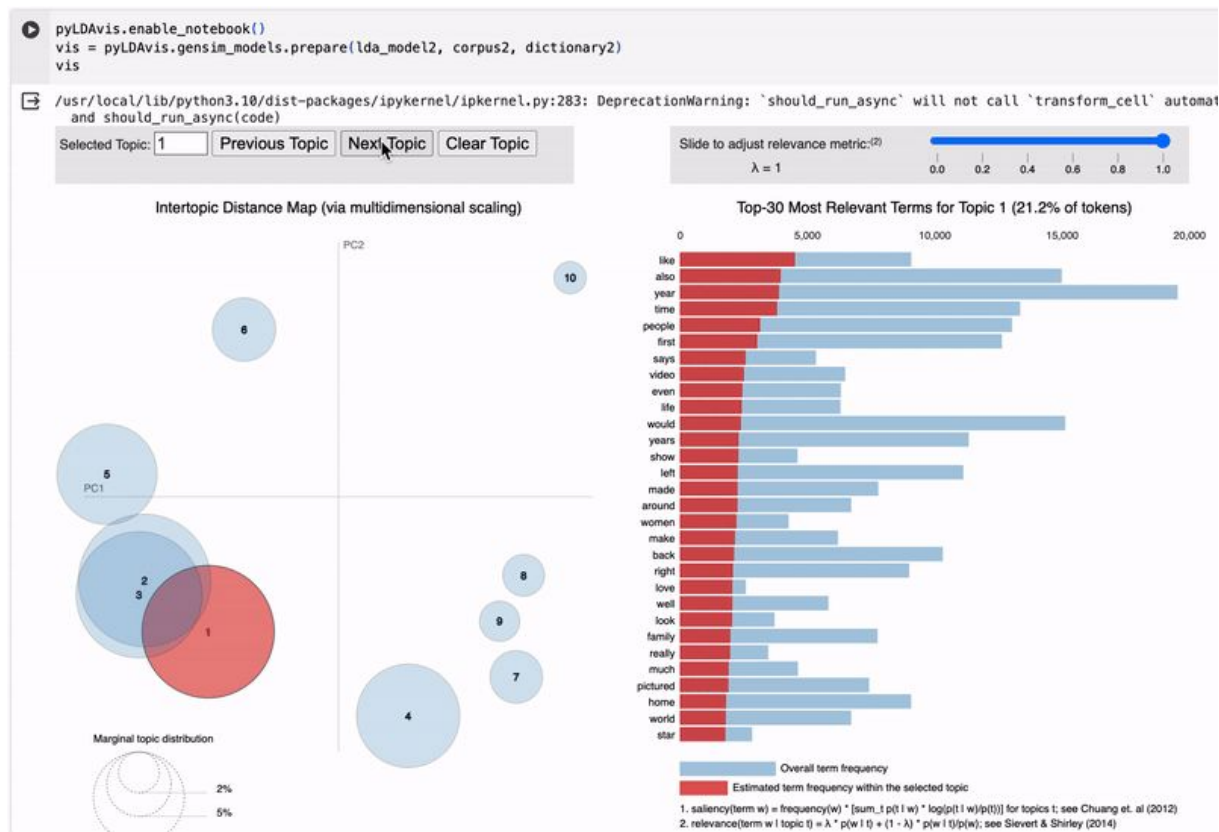 pyLDAvis.enable_notebook()
vis = pyLDAvis.gensim_models.prepare(lda_model2, corpus2, dictionary2)
vis
/usr/local/lib/python3.10/dist-packages/ipykernel/ipkernel.py:283: DeprecationWarning: `should_run_async` will not call `transform_cell` automat
and should_run_async(code)
Selected Topic: 1 Previous Topic Next Topic Clear Topic
Slide to adjust relevance metric:(2)
λ = 1
0.0 0.2 0.4 0.6 0.8 1.0
Intertopic Distance Map (via multidimensional scaling)
PC2
10
6
5
PC1
2
3
8
9
1
7
4
Marginal topic distribution
2%
5%
Top-30 Most Relevant Terms for Topic 1 (21.2% of tokens)
0 5,000 10,000 15,000 20,000
like
also
year
time
people
first
says
video
even
life
would
years
show
left
made
around
women
make
back
right
love
well
look
family
really
much
pictured
home
world
star
Overall term frequency
Estimated term frequency within the selected topic
1. saliency(term w) = frequency(w) * [sum_t p(t | w) * log(p(t | w)/p(t))] for topics t; see Chuang et. al (2012)
2. relevance(term w | topic t) = λ * p(w | t) + (1 - λ) * p(w | t)/p(w); see Sievert & Shirley (2014)